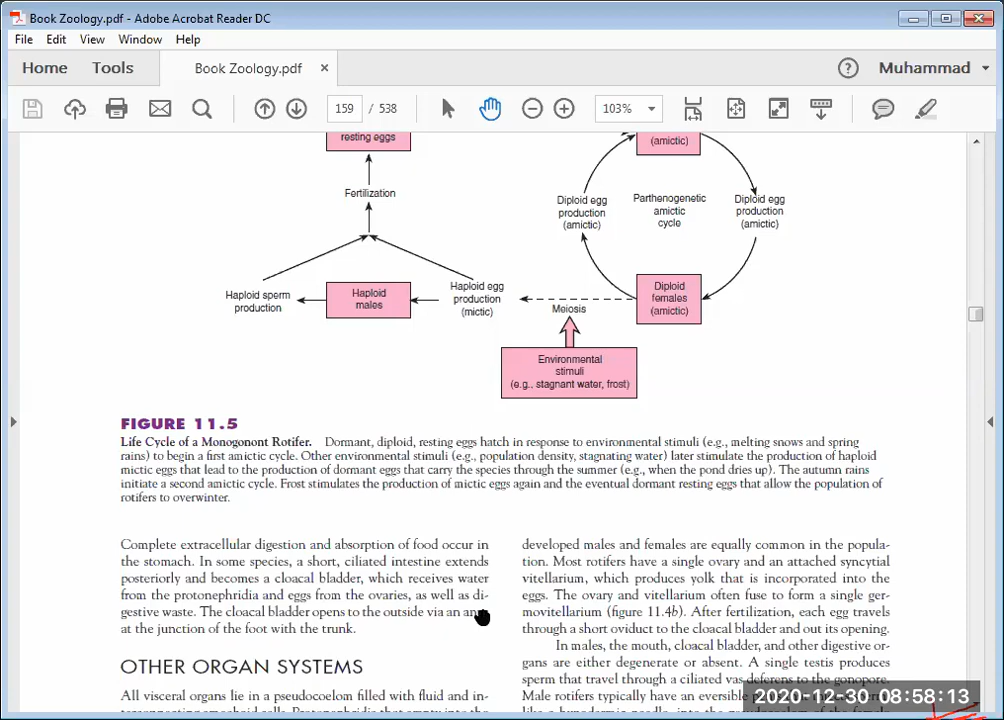 Book Zoology.pdf - Adobe Acrobat Reader DC
File Edit View Window Help
Home Tools Book Zoology.pdf × Muhammad
159 / 538 103%
resting eggs
(amictic)
Fertilization
Diploid egg
production
(amictic)
Parthenogenetic
amictic
cycle
Diploid egg
production
(amictic)
Haploid sperm
production
Haploid
males
Haploid egg
production
(mictic)
Meiosis
Diploid
females
(amictic)
Environmental
stimuli
(e.g., stagnant water, frost)
FIGURE 11.5
Life Cycle of a Monogonont Rotifer. Dormant, diploid, resting eggs hatch in response to environmental stimuli (e.g., melting snows and spring
rains) to begin a first amictic cycle. Other environmental stimuli (e.g., population density, stagnating water) later stimulate the production of haploid
mictic eggs that lead to the production of dormant eggs that carry the species through the summer (e.g., when the pond dries up). The autumn rains
initiate a second amictic cycle. Frost stimulates the production of mictic eggs again and the eventual dormant resting eggs that allow the population of
rotifers to overwinter.
Complete extracellular digestion and absorption of food occur in
the stomach. In some species, a short, ciliated intestine extends
posteriorly and becomes a cloacal bladder, which receives water
from the protonephridia and eggs from the ovaries, as well as di-
gestive waste. The cloacal bladder opens to the outside via an
at the junction of the foot with the trunk.
OTHER ORGAN SYSTEMS
All visceral organs lie in a pseudocoelom filled with fluid and in-
developed males and females are equally common in the popula-
tion. Most rotifers have a single ovary and an attached syncytial
vitellarium, which produces yolk that is incorporated into the
eggs. The ovary and vitellarium often fuse to form a single ger-
movitellarium (figure 11.4b). After fertilization, each egg travels
through a short oviduct to the cloacal bladder and out its opening.
In males, the mouth, cloacal bladder, and other digestive or-
gans are either degenerate or absent. A single testis produces
sperm that travel through a ciliated vas deferens to the gonopore.
Male rotifers typically have an eversible
2020-12-30 08:58:13